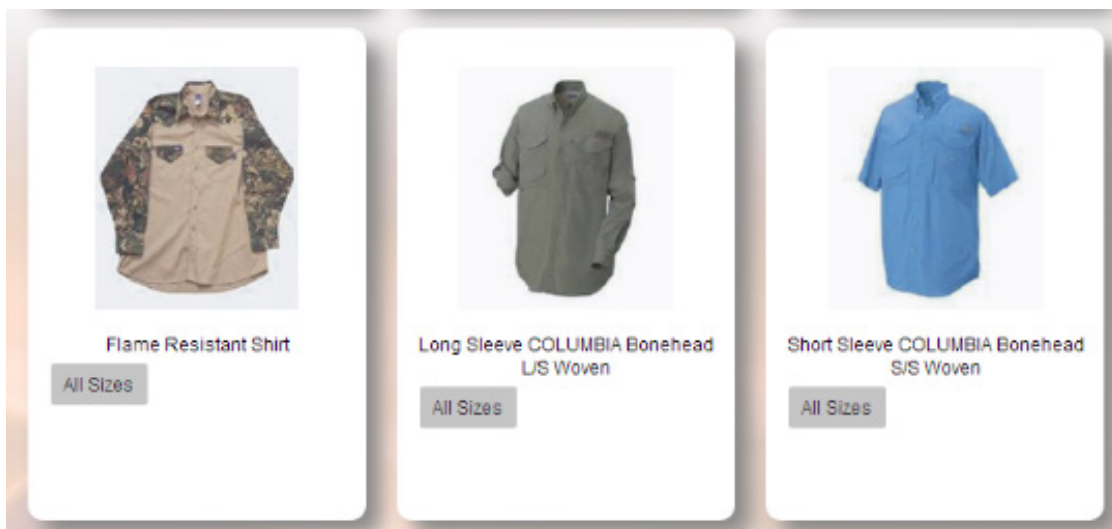 Flame Resistant Shirt
All Sizes
Long Sleeve COLUMBIA Bonehead
L/S Woven
All Sizes
Short Sleeve COLUMBIA Bonehead
S/S Woven
All Sizes